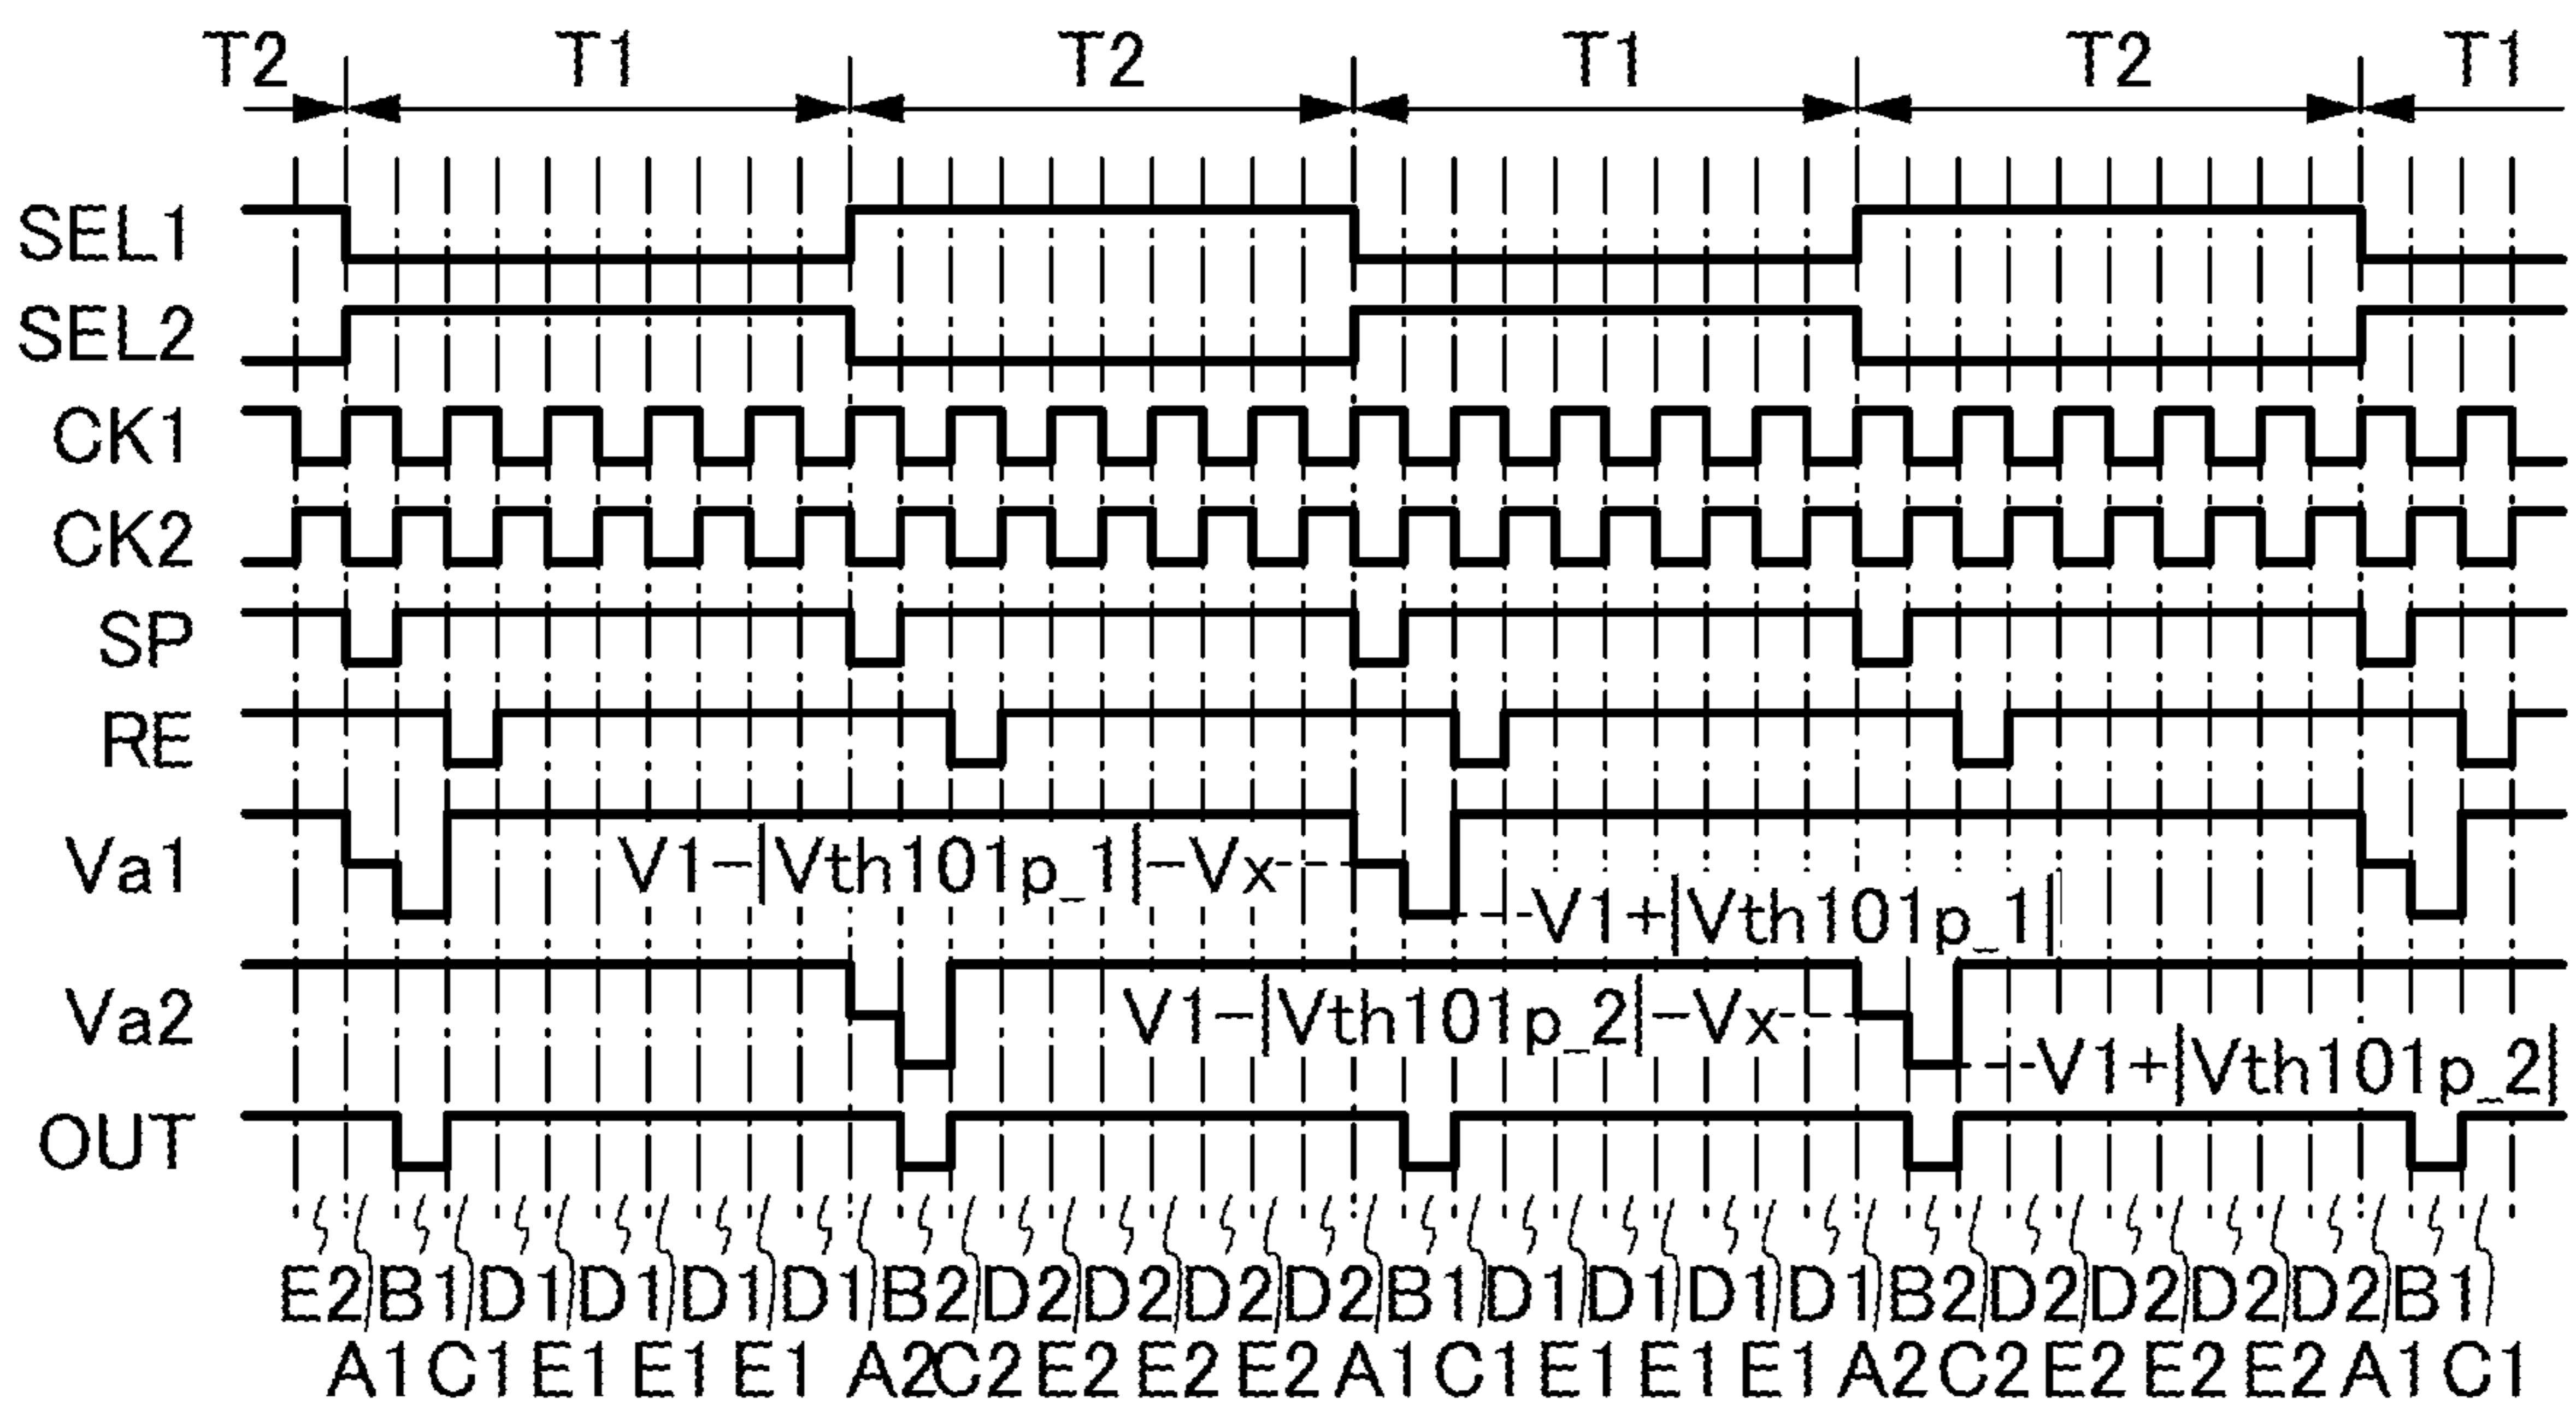 T2 T1 T2 T1 T2 T1
SEL1
SEL2
CK1
CK2
SP
RE
Va1
V1-|Vth101p_1|-Vx
V1+|Vth101p_1|
Va2
V1-|Vth101p_2|-Vx
V1+|Vth101p_2|
OUT
E2 B1 D1 D1 D1 D1 B2 D2 D2 D2 D2 B1 D1 D1 D1 D1 B2 D2 D2 D2 D2 B1
A1 C1 E1 E1 E1 A2 C2 E2 E2 E2 A1 C1 E1 E1 E1 A2 C2 E2 E2 E2 A1 C1